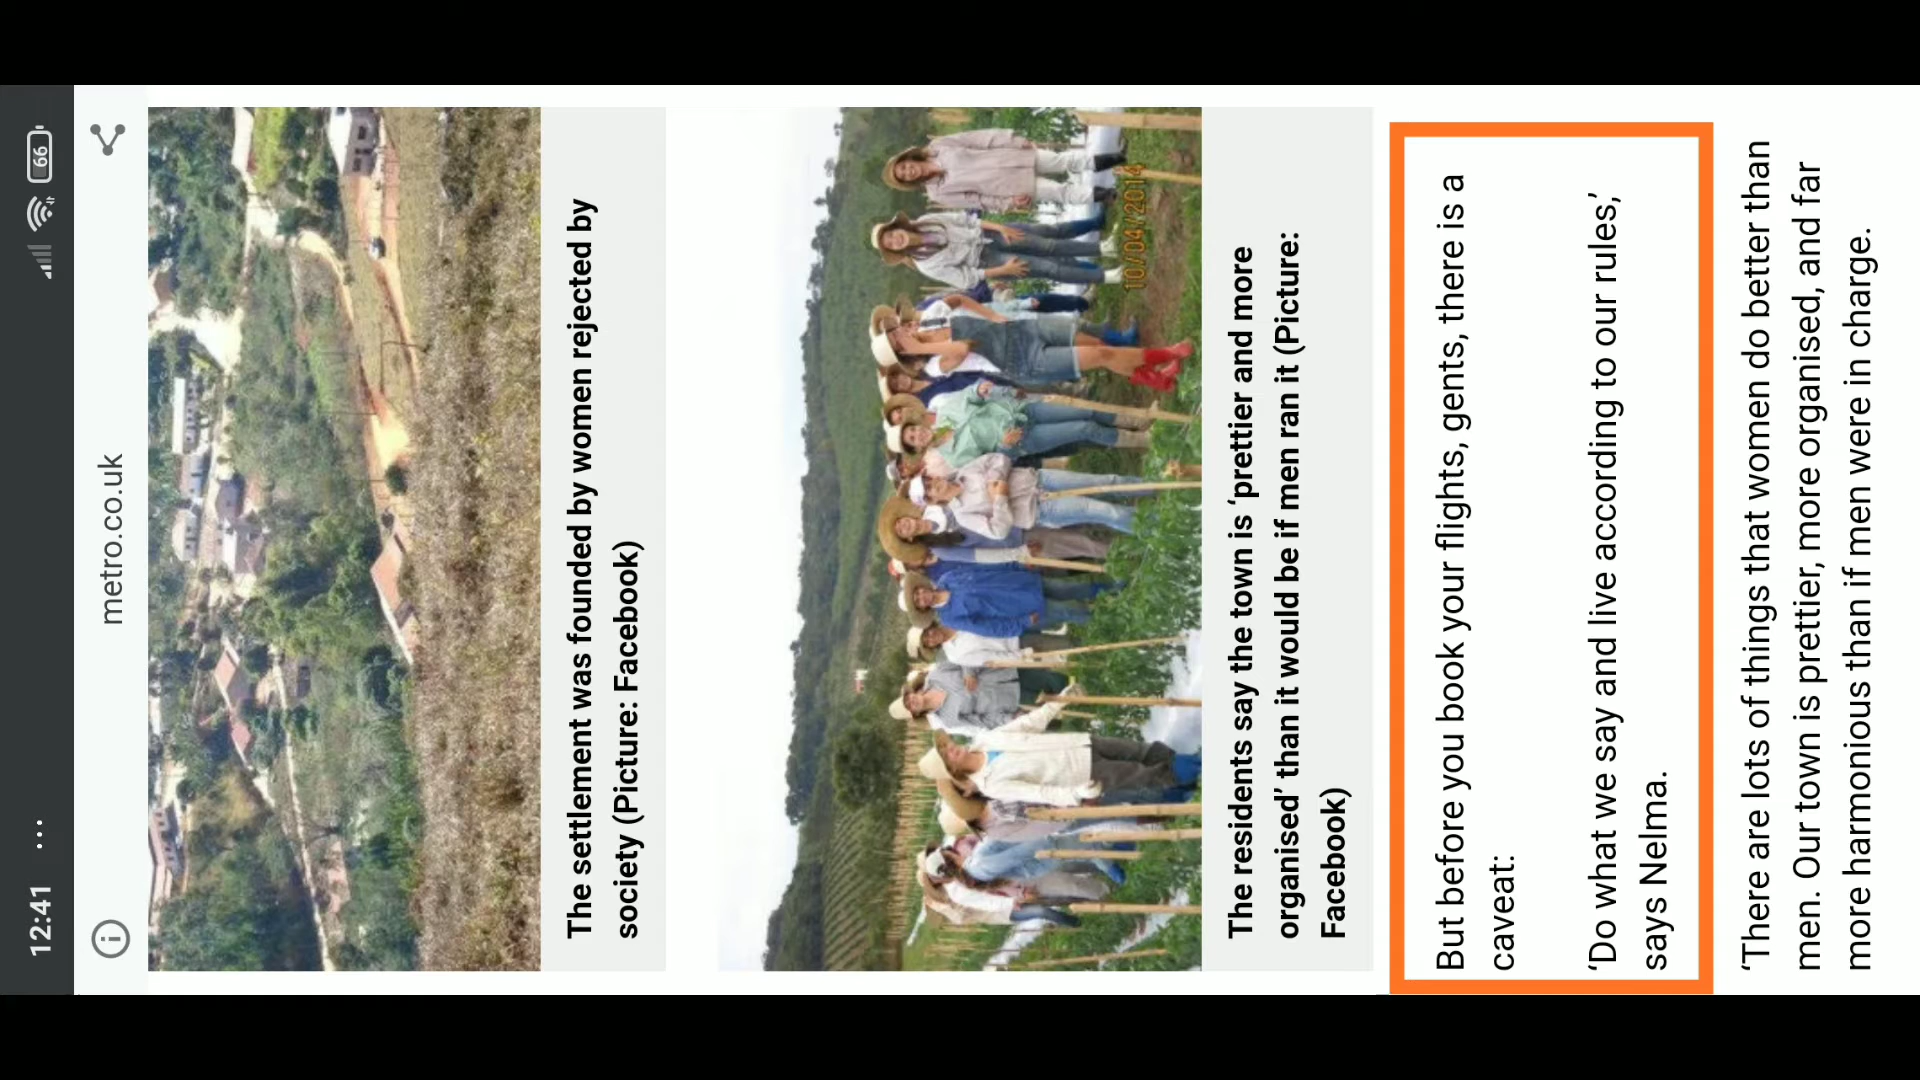 12:41 ...
66
metro.co.uk
The settlement was founded by women rejected by
society (Picture: Facebook)
10/04/2014
The residents say the town is ‘prettier and more
organised’ than it would be if men ran it (Picture:
Facebook)
But before you book your flights, gents, there is a
caveat:
‘Do what we say and live according to our rules,’
says Nelma.
‘There are lots of things that women do better than
men. Our town is prettier, more organised, and far
more harmonious than if men were in charge.